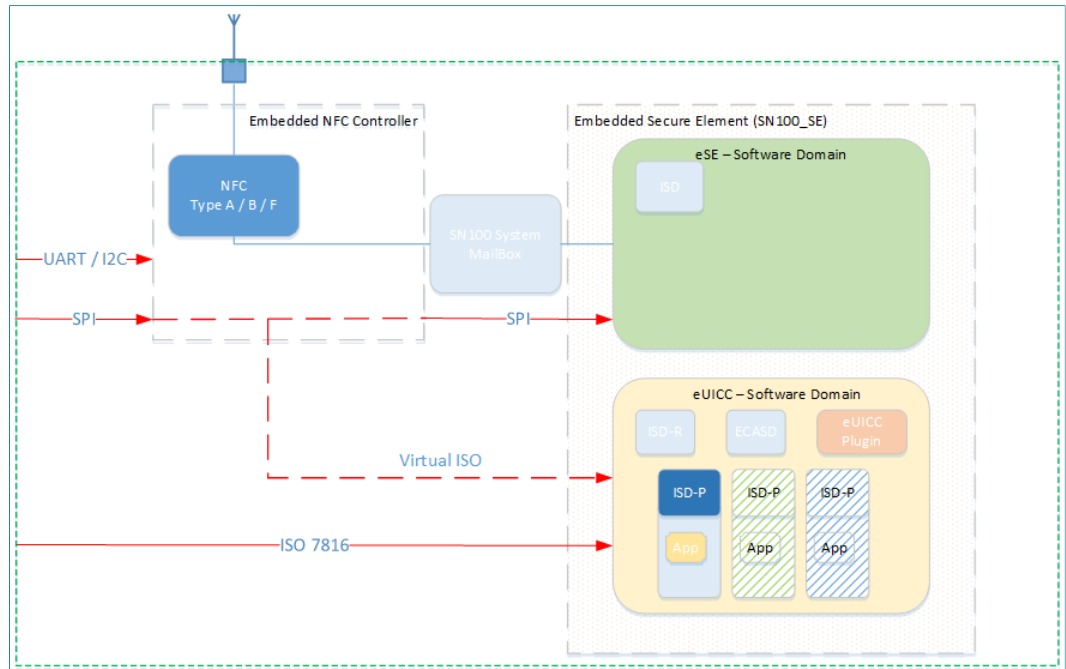 Embedded NFC Controller
Embedded Secure Element (SN100_SE)
eSE – Software Domain
ISD
NFC
Type A / B / F
SN100 System
MailBox
UART / I2C
SPI
SPI
eUICC – Software Domain
ISD-R
ECASD
eUICC
Plugin
Virtual ISO
ISD-P
ISD-P
ISD-P
ISO 7816
App
App
App